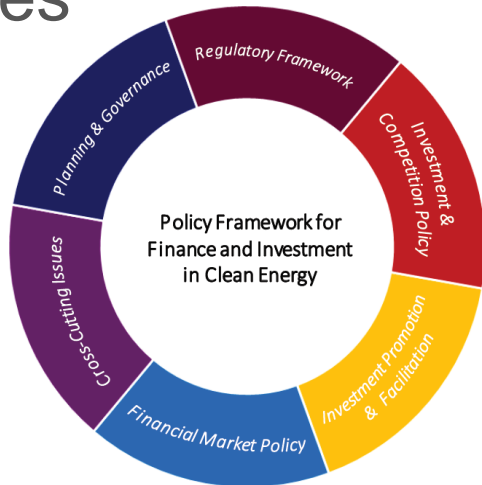 es
Regulatory Framework
Investment &
Competition Policy
Investment Promotion
& Facilitation
Financial Market Policy
Cross-Cutting Issues
Planning & Governance
Policy Framework for
Finance and Investment
in Clean Energy